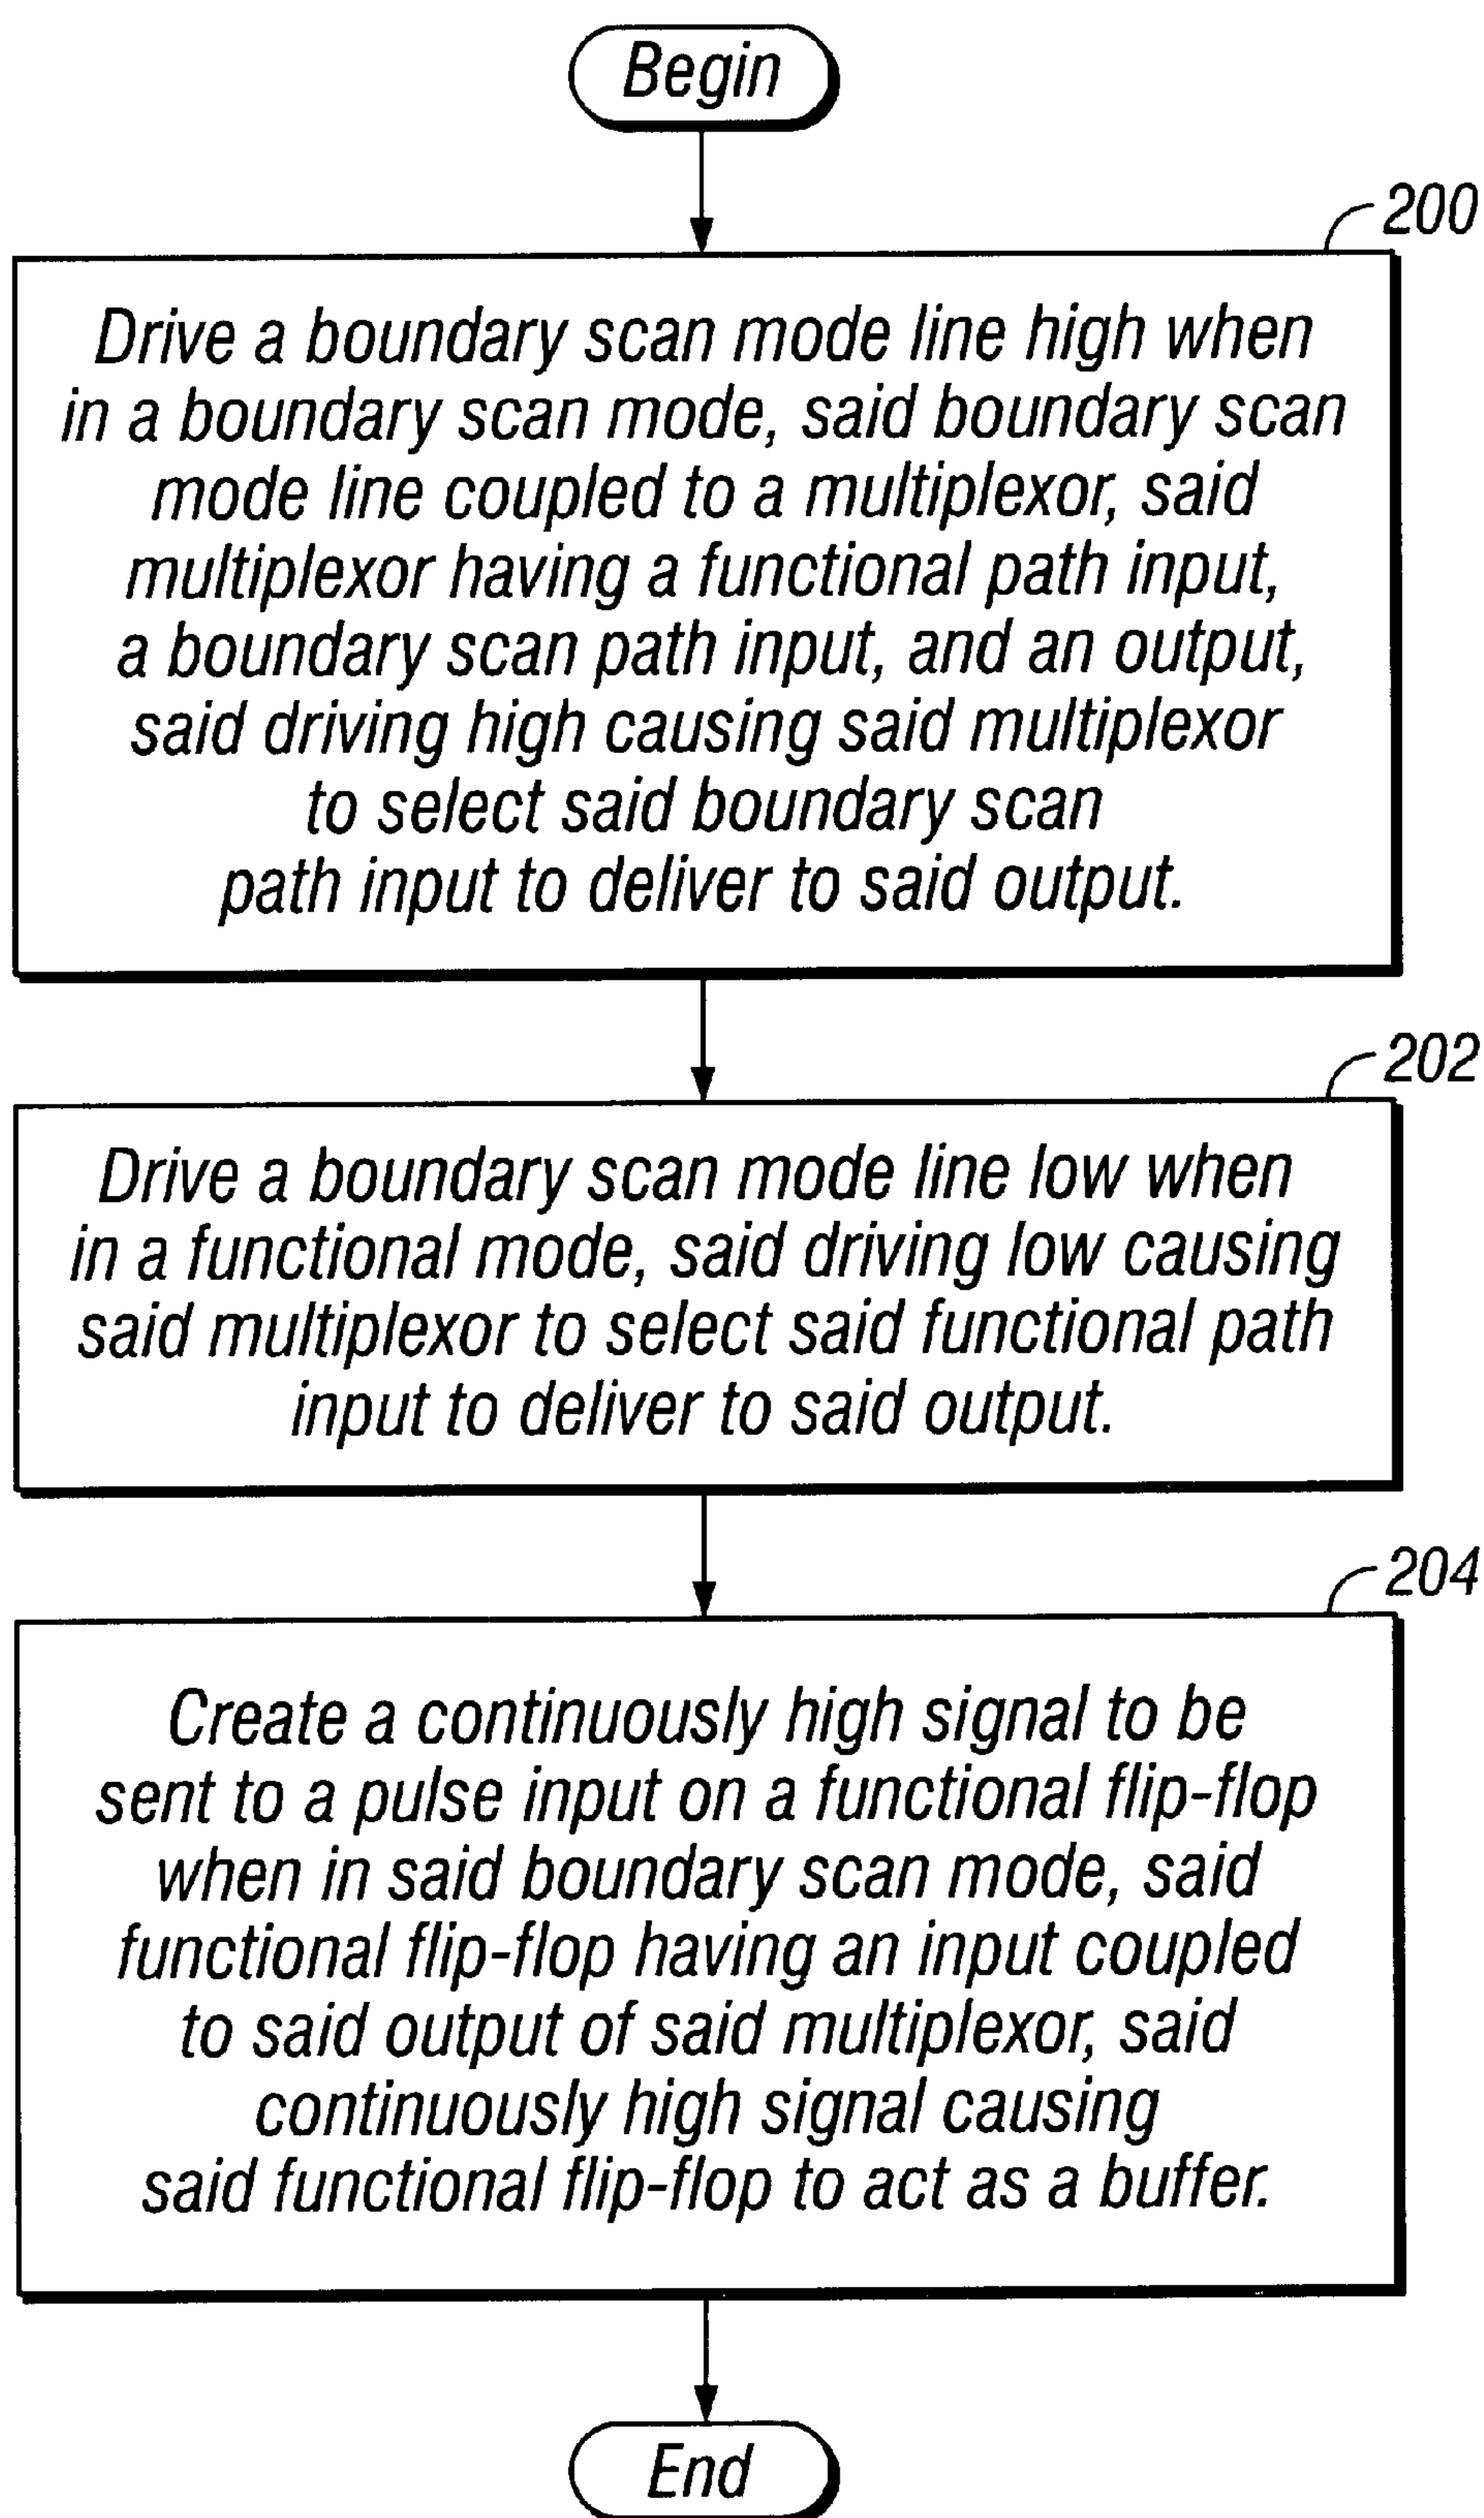 Begin
200
Drive a boundary scan mode line high when
in a boundary scan mode, said boundary scan
mode line coupled to a multiplexor, said
multiplexor having a functional path input,
a boundary scan path input, and an output,
said driving high causing said multiplexor
to select said boundary scan
path input to deliver to said output.
202
Drive a boundary scan mode line low when
in a functional mode, said driving low causing
said multiplexor to select said functional path
input to deliver to said output.
204
Create a continuously high signal to be
sent to a pulse input on a functional flip-flop
when in said boundary scan mode, said
functional flip-flop having an input coupled
to said output of said multiplexor, said
continuously high signal causing
said functional flip-flop to act as a buffer.
End